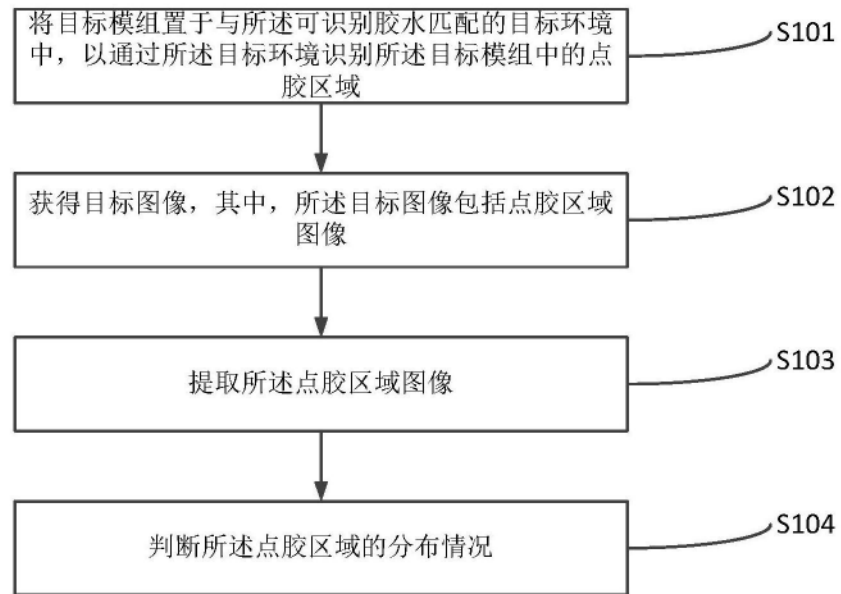 将目标模组置于与所述可识别胶水匹配的目标环境
中，以通过所述目标环境识别所述目标模组中的点
胶区域
S101
获得目标图像，其中，所述目标图像包括点胶区域
图像
S102
提取所述点胶区域图像
S103
判断所述点胶区域的分布情况
S104